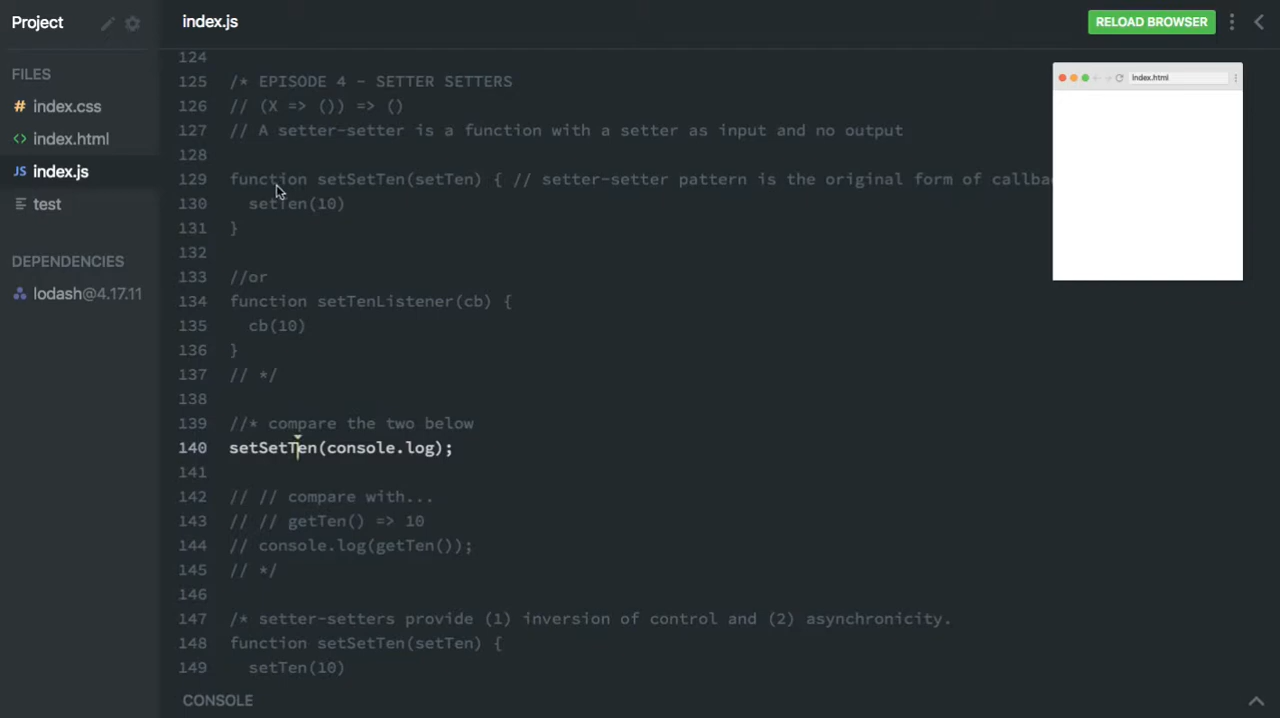 Project
index.js
RELOAD BROWSER
FILES
index.css
index.html
index.js
test
DEPENDENCIES
lodash@4.17.11
Index.html
124
125 /* EPISODE 4 - SETTER SETTERS
126 // (X => ()) => ()
127 // A setter-setter is a function with a setter as input and no output
128
129 function setSetTen(setTen) { // setter-setter pattern is the original form of callba
130 setTen(10)
131 }
132
133 //or
134 function setTenListener(cb) {
135 cb(10)
136 }
137 // */
138
139 //* compare the two below
140 setSetTen(console.log);
141
142 // // compare with...
143 // // getTen() => 10
144 // console.log(getTen());
145 // */
146
147 /* setter-setters provide (1) inversion of control and (2) asynchronicity.
148 function setSetTen(setTen) {
149 setTen(10)
CONSOLE